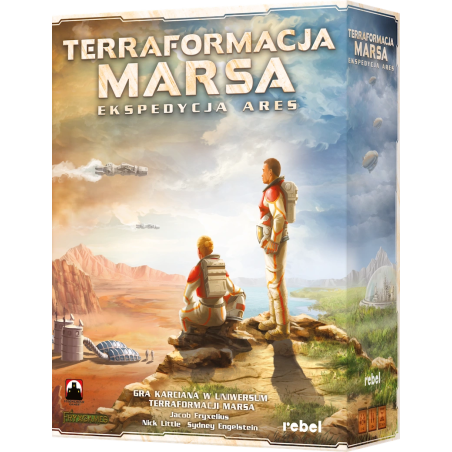 TERRAFORMACJA
MARSA
EKSPEDYCJA ARES
GRA KARCIANA W UNIWERSUM
TERRAFORMACJI MARSA
Jacob Fryxelius
Nick Little, Sydney Engelstein
rebel
TERRAFORMACJA
MARSA
EKSPEDYCJA ARES
rebel